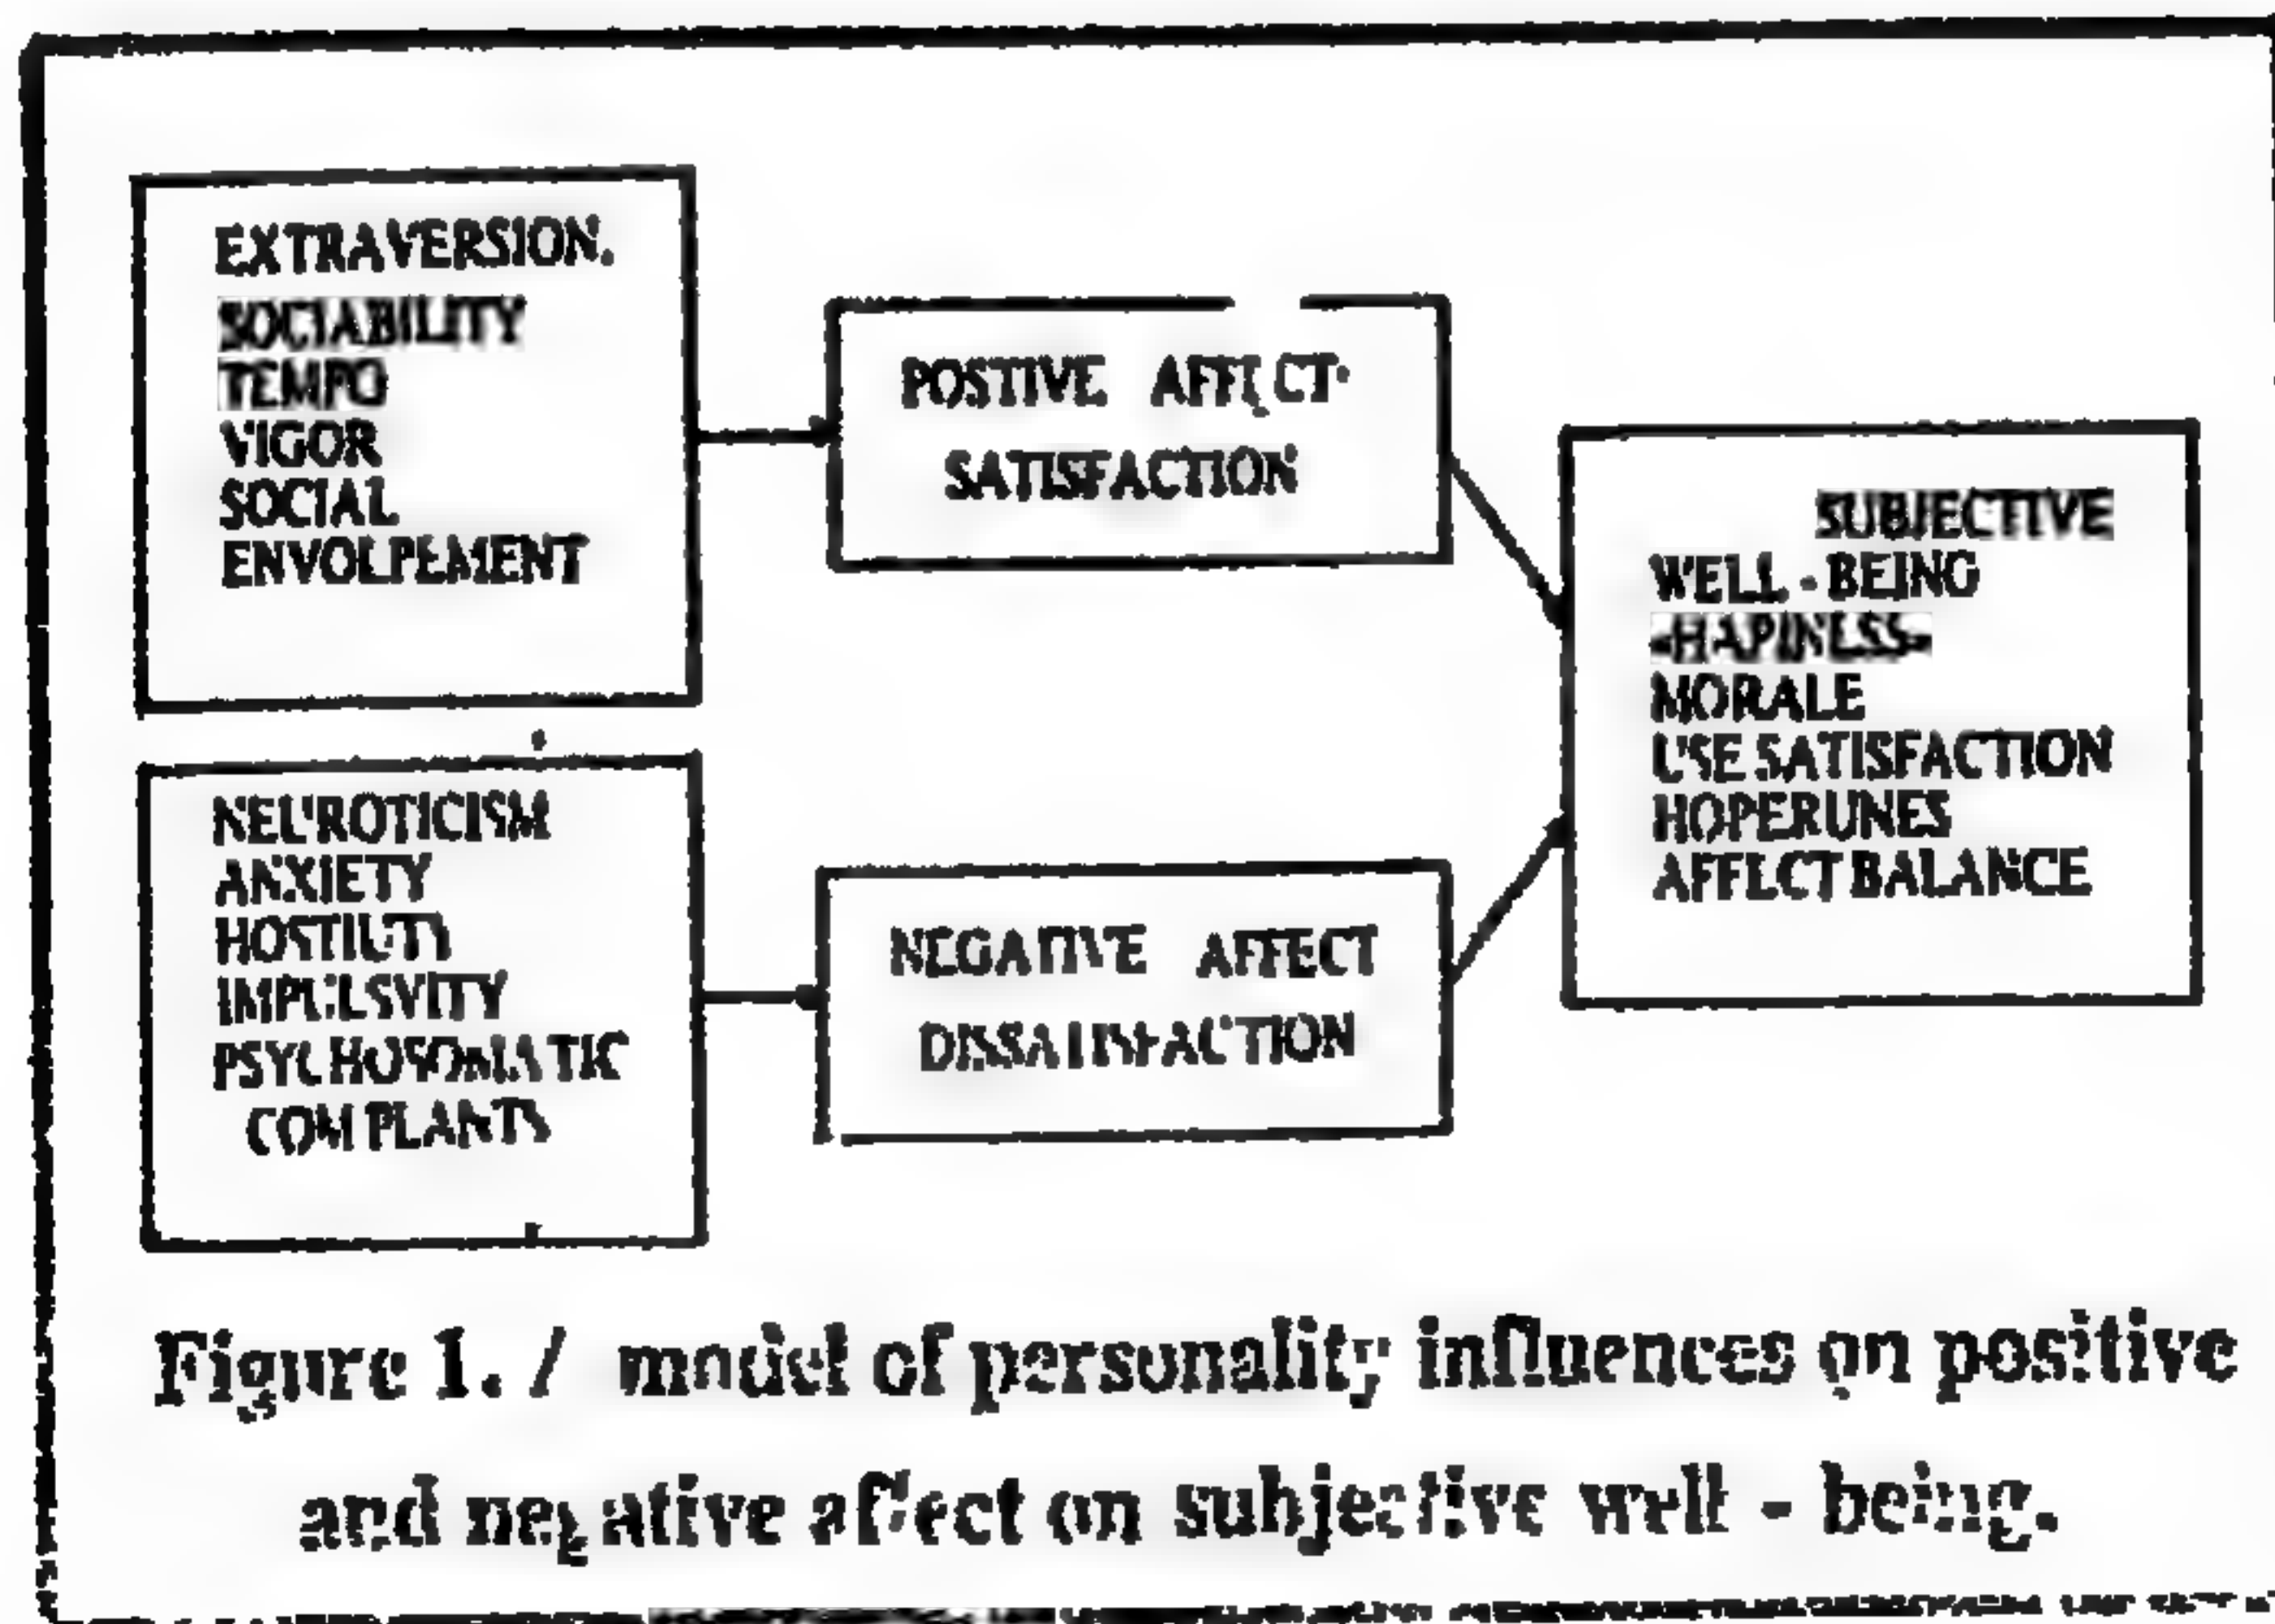 EXTRAVERSION.
SOCIABILITY
TEMPO
VIGOR
SOCIAL
ENVOLPEMENT
POSTIVE AFFECT
SATISFACTION
SUBJECTIVE
WELL - BEING
-HAPINESS-
MORALE
USE SATISFACTION
HOPERUNES
AFFECT BALANCE
NEUROTICISM
ANXIETY
HOSTIUTY
IMPULSVITY
PSYCHOSOMATIC
COMPLANTS
NEGATIVE AFFECT
DISSATISFACTION
Figure 1. / model of personality influences on positive
and negative affect on subjective well - being.